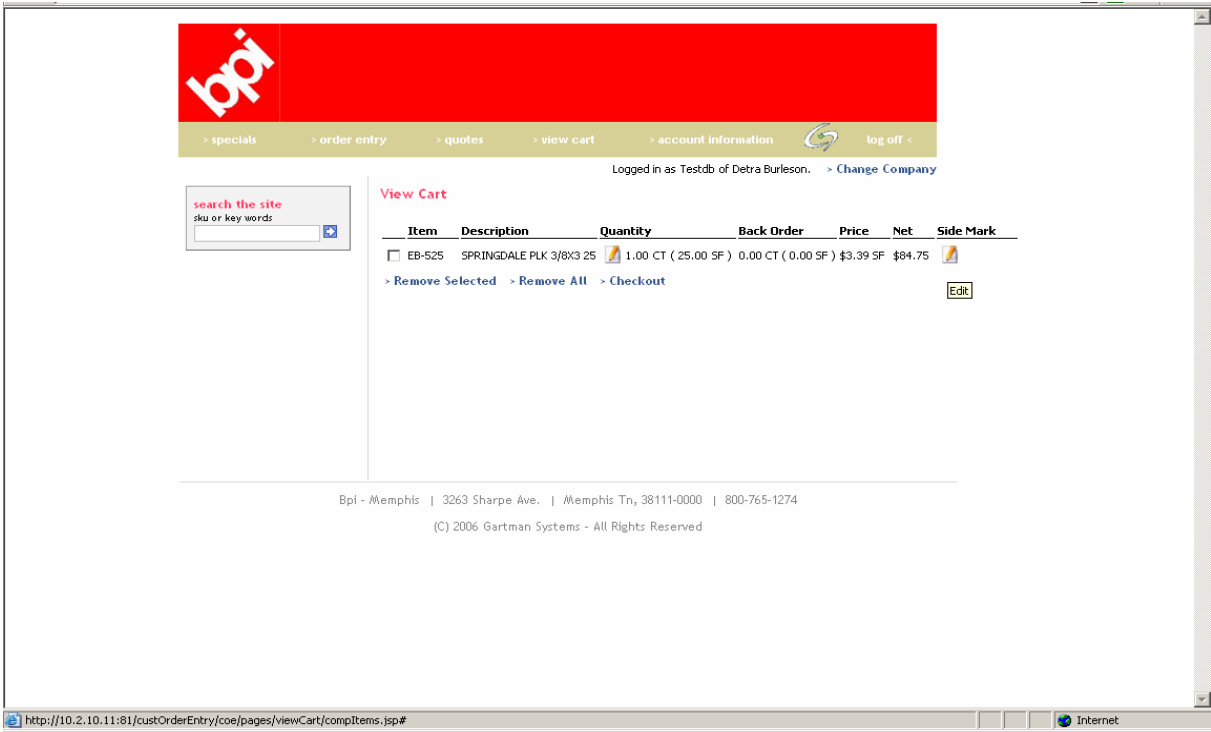 bpi
> specials > order entry > quotes > view cart > account information log off <
Logged in as Testdb of Detra Burleson. > Change Company
search the site
sku or key words
View Cart
Item Description Quantity Back Order Price Net Side Mark
EB-525 SPRINGDALE PLK 3/8X3 25 1.00 CT ( 25.00 SF ) 0.00 CT ( 0.00 SF ) $3.39 SF $84.75
> Remove Selected > Remove All > Checkout
Edit
Bpi - Memphis | 3263 Sharpe Ave. | Memphis Tn, 38111-0000 | 800-765-1274
(C) 2006 Gartman Systems - All Rights Reserved
http://10.2.10.11:81/custOrderEntry/coe/pages/viewCart/compItems.jsp# Internet